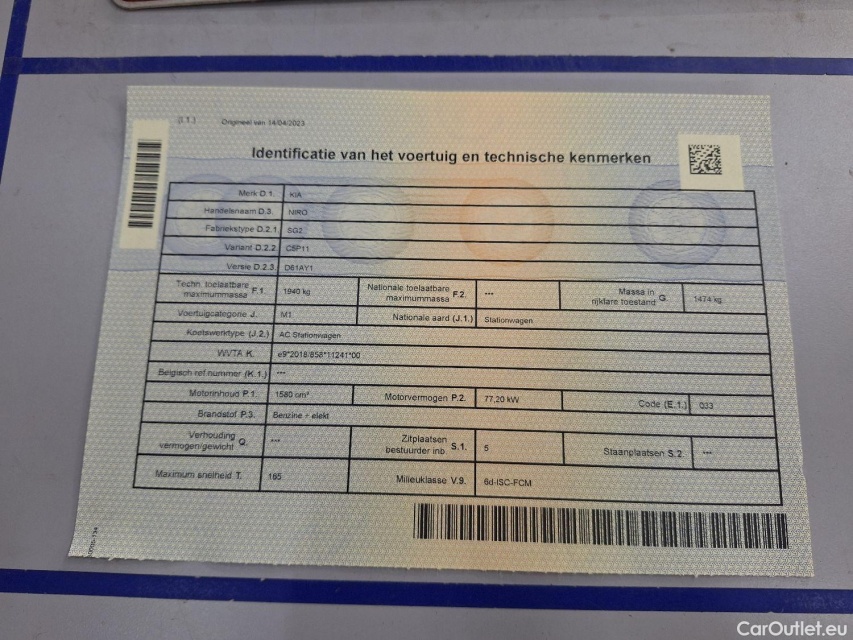 (I.1.) Origineel van 14/04/2023
Identificatie van het voertuig en technische kenmerken
Merk D.1. KIA
Handelsnaam D.3. NIRO
Fabriekstype D.2.1 SG2
Variant D.2.2. C5P11
Versie D.2.3. D61AY1
Techn. toelaatbare maximummassa F.1. 1940 kg Nationale toelaatbare maximummassa F.2. --- Massa in rijklare toestand G. 1474 kg
Voertuigcategorie J. M1 Nationale aard (J.1.) Stationwagen
Koetswerktype (J.2.) AC Stationwagen
WVTA K. e9*2018/858*11241*00
Belgisch ref.nummer (K.1.) ---
Motorinhoud P.1. 1580 cm³ Motorvermogen P.2. 77,20 kW Code (E.1.) 033
Brandstof P.3. Benzine + elekt
Verhouding vermogen/gewicht Q. --- Zitplaatsen bestuurder inb. S.1. 5 Staanplaatsen S.2. ---
Maximum snelheid T. 165 Milieuklasse V.9. 6d-ISC-FCM
CarOutlet.eu